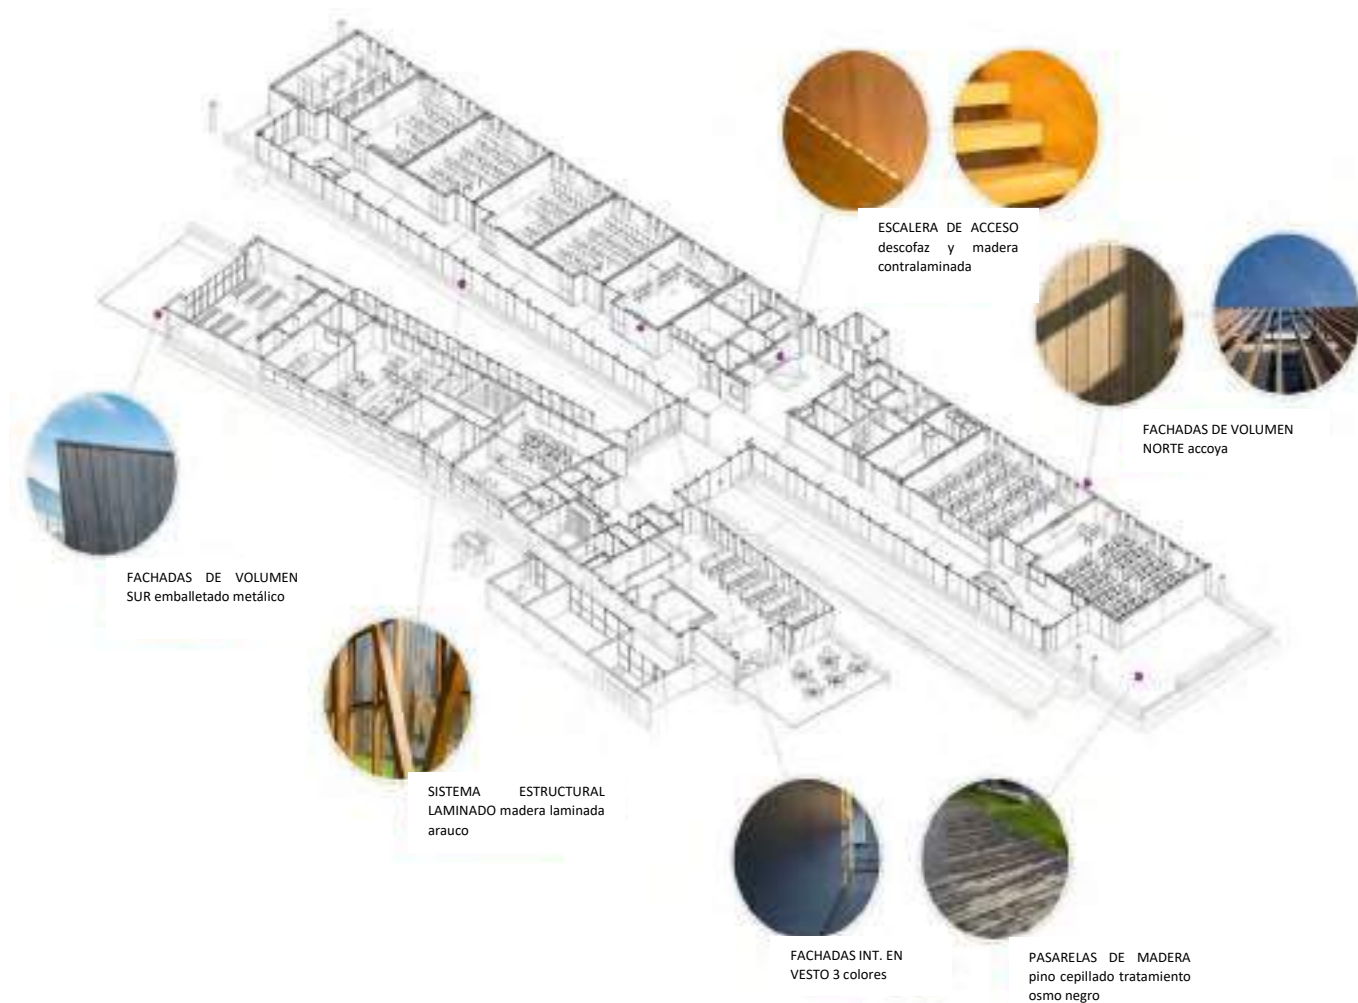 ESCALERA DE ACCESO
descofaz y madera
contralaminada
FACHADAS DE VOLUMEN
NORTE accoya
FACHADAS DE VOLUMEN
SUR emballetado metálico
SISTEMA ESTRUCTURAL
LAMINADO madera laminada
arauco
FACHADAS INT. EN
VESTO 3 colores
PASARELAS DE MADERA
pino cepillado tratamiento
osmo negro